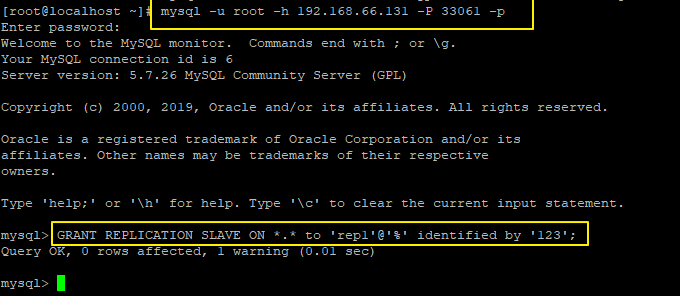 [root@localhost ~]# mysql -u root -h 192.168.66.131 -P 33061 -p
Enter password:
Welcome to the MySQL monitor.  Commands end with ; or \g.
Your MySQL connection id is 6
Server version: 5.7.26 MySQL Community Server (GPL)
Copyright (c) 2000, 2019, Oracle and/or its affiliates. All rights reserved.
Oracle is a registered trademark of Oracle Corporation and/or its
affiliates. Other names may be trademarks of their respective
owners.
Type 'help;' or '\h' for help. Type '\c' to clear the current input statement.
mysql> GRANT REPLICATION SLAVE ON *.* to 'repl'@'%' identified by '123';
Query OK, 0 rows affected, 1 warning (0.01 sec)
mysql>